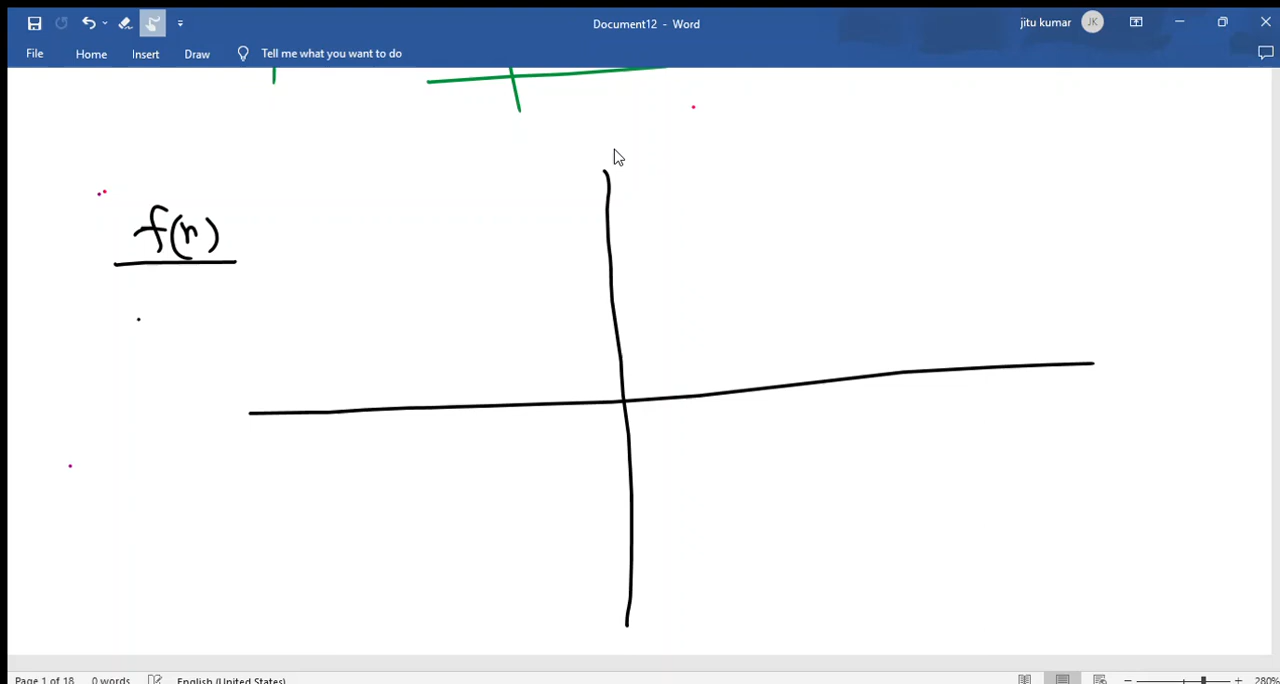 Document12 - Word
jitu kumar
JK
File
Home
Insert
Draw
Tell me what you want to do
f(n)
Page 1 of 18
0 words
English (United States)
280%